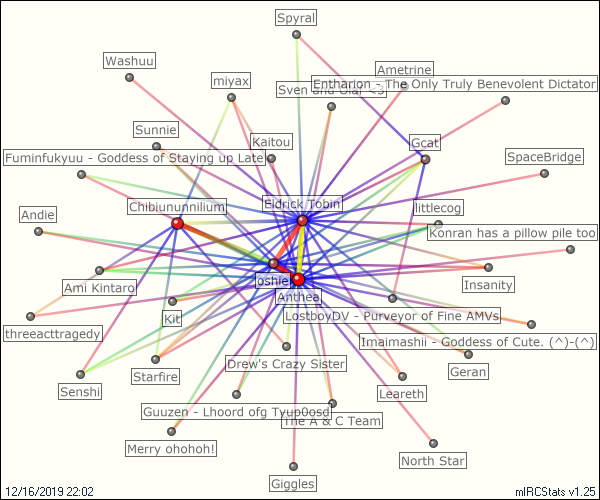 Spyral
Washuu
Ametrine
miyax
Sven and Olaf <3
Entharion - The Only Truly Benevolent Dictator
Sunnie
Kaitou
Gcat
Fuminfukyuu - Goddess of Staying up Late
SpaceBridge
Chibiununnilium
Eldrick Tobin
littlecog
Andie
Konran has a pillow pile too
oshie
Ami Kintaro
Insanity
Anthea
Kit
LostboyDV - Purveyor of Fine AMVs
threeacttragedy
Imaimashii - Goddess of Cute. (^)-(^)
Drew's Crazy Sister
Geran
Starfire
Senshi
Leareth
Guuzen - Lhoord ofg Tyup0osd
The A & C Team
Merry ohohoh!
North Star
Giggles
12/16/2019 22:02
mIRCStats v1.25